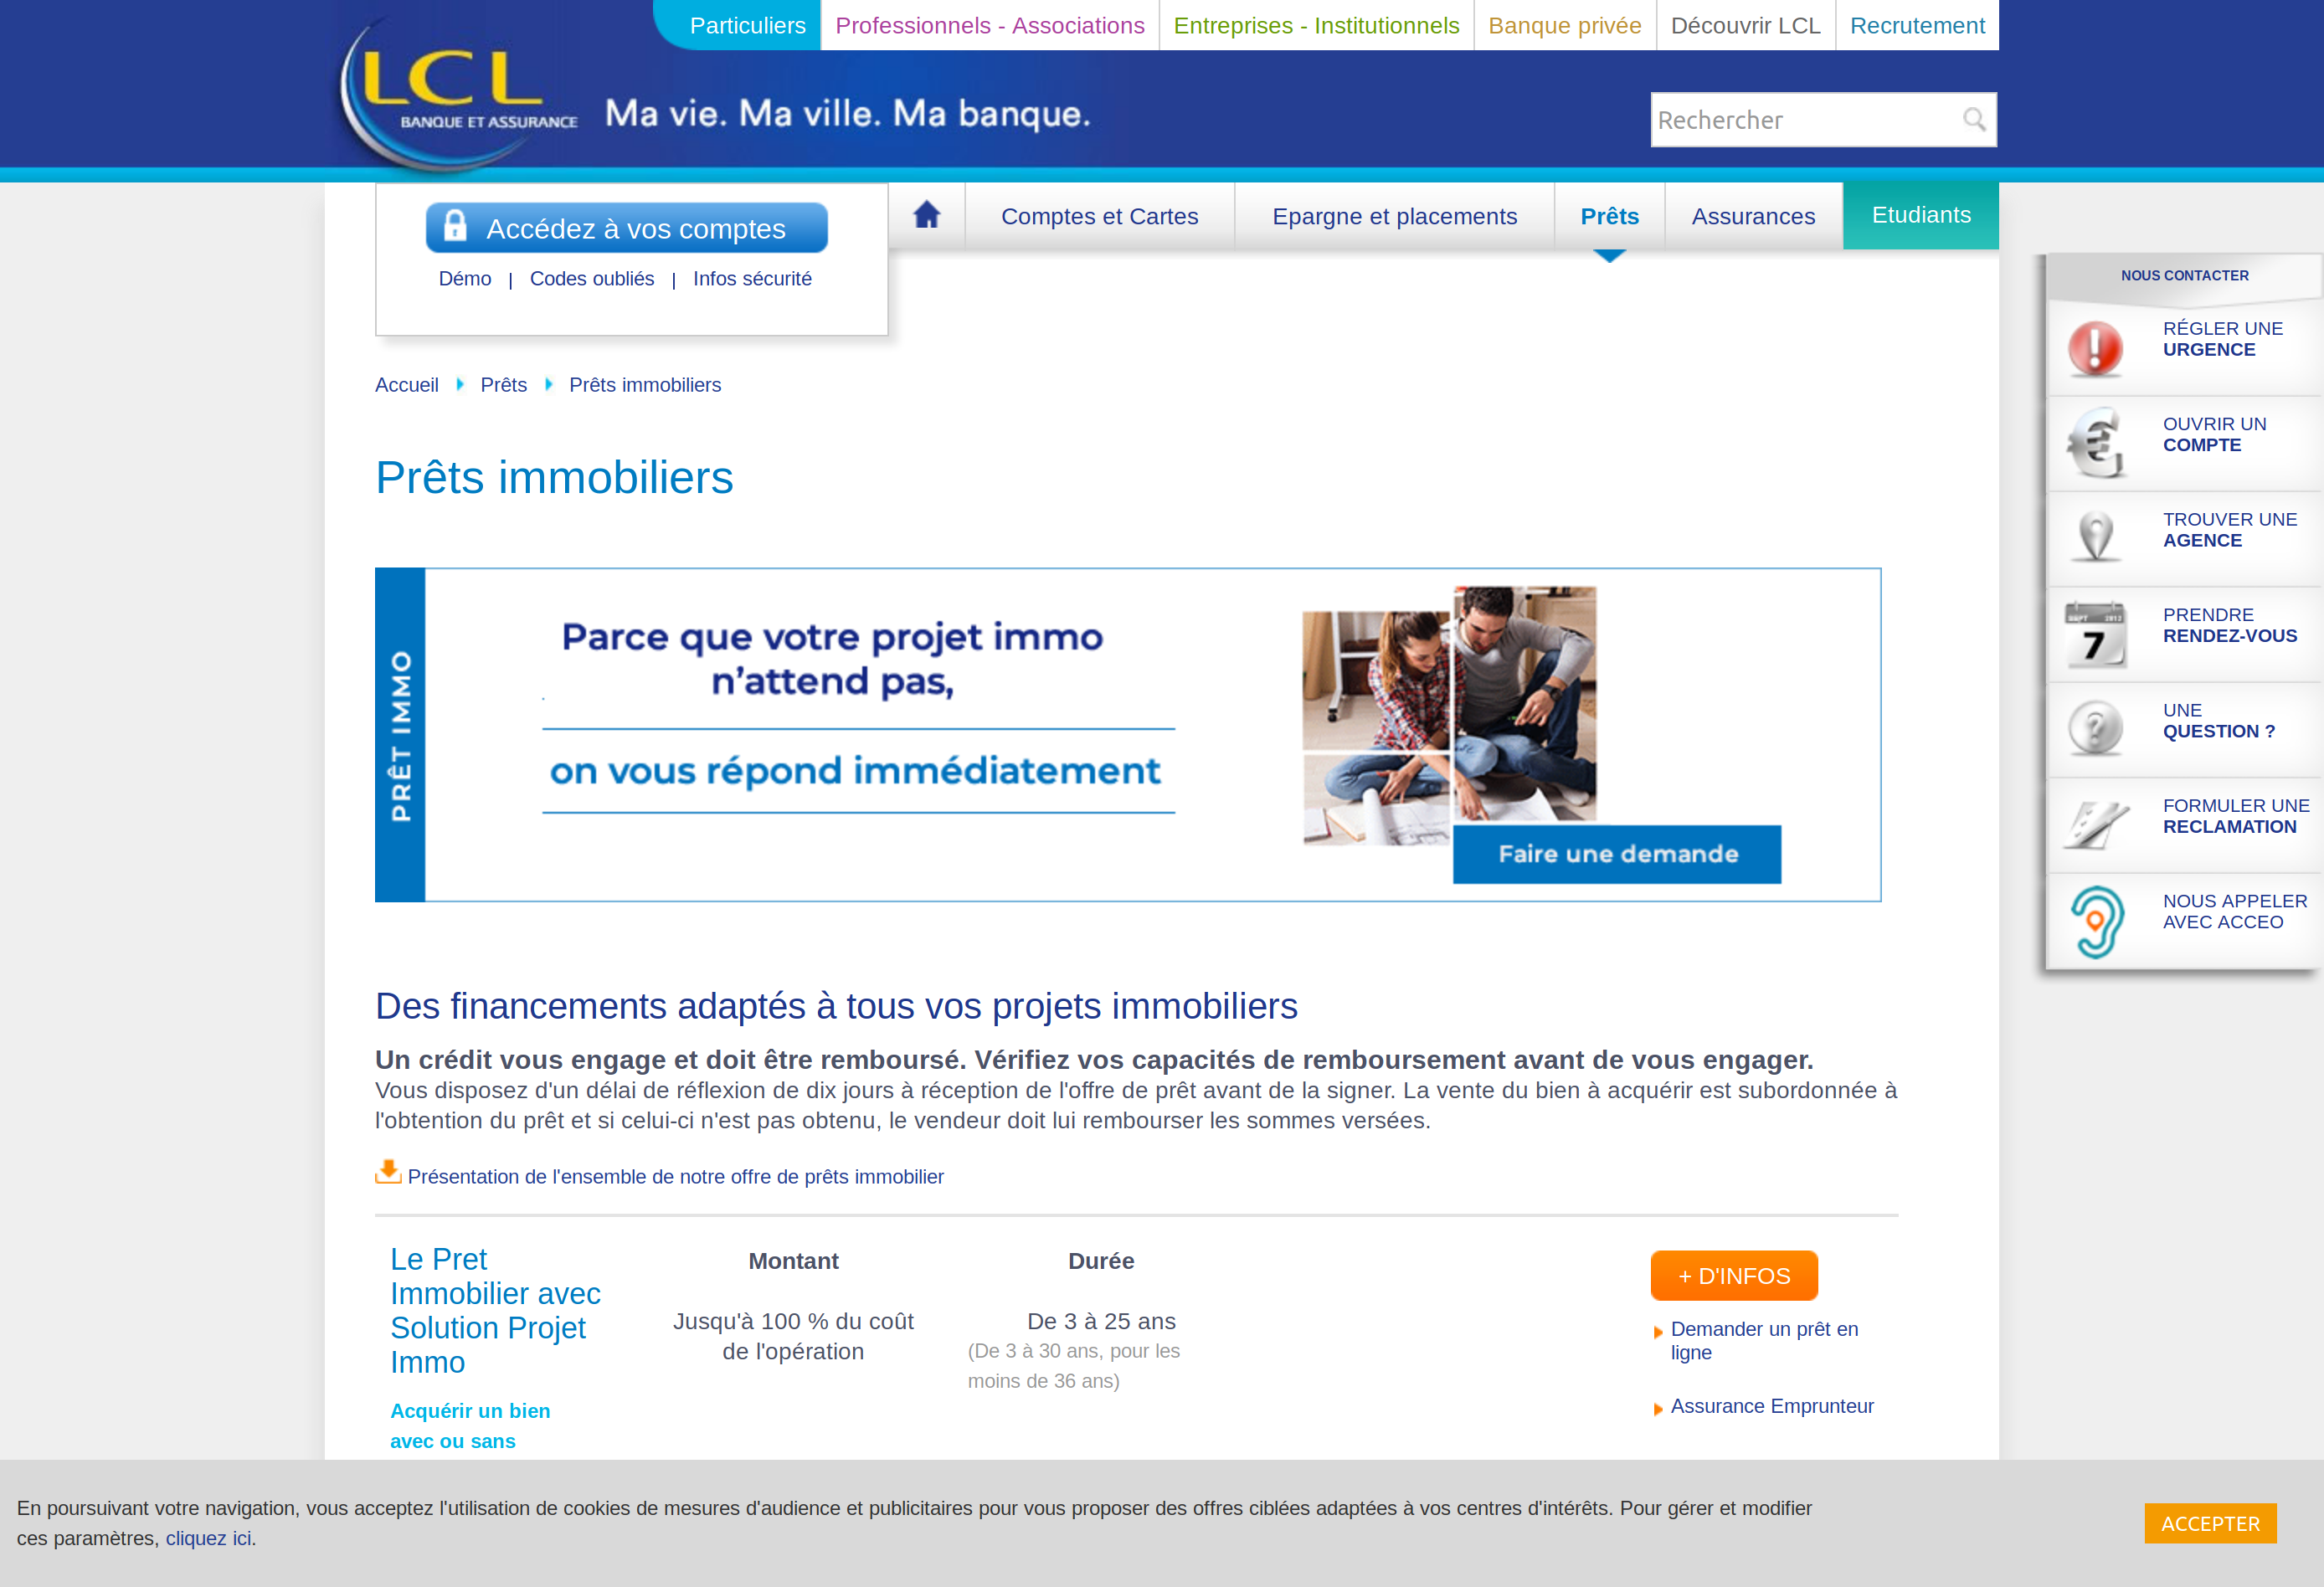 Particuliers
Professionnels - Associations
Entreprises - Institutionnels
Banque privée
Découvrir LCL
Recrutement
LCL
BANQUE ET ASSURANCE
Ma vie. Ma ville. Ma banque.
Rechercher
Accédez à vos comptes
Démo | Codes oubliés | Infos sécurité
Comptes et Cartes
Epargne et placements
Prêts
Assurances
Etudiants
Accueil
Prêts
Prêts immobiliers
Prêts immobiliers
PRÊT IMMO
Parce que votre projet immo
n’attend pas,
on vous répond immédiatement
Faire une demande
Des financements adaptés à tous vos projets immobiliers
Un crédit vous engage et doit être remboursé. Vérifiez vos capacités de remboursement avant de vous engager.
Vous disposez d'un délai de réflexion de dix jours à réception de l'offre de prêt avant de la signer. La vente du bien à acquérir est subordonnée à
l'obtention du prêt et si celui-ci n'est pas obtenu, le vendeur doit lui rembourser les sommes versées.
Présentation de l'ensemble de notre offre de prêts immobilier
Le Pret
Immobilier avec
Solution Projet
Immo
Acquérir un bien
avec ou sans
Montant
Jusqu'à 100 % du coût
de l'opération
Durée
De 3 à 25 ans
(De 3 à 30 ans, pour les
moins de 36 ans)
+ D'INFOS
Demander un prêt en
ligne
Assurance Emprunteur
NOUS CONTACTER
RÉGLER UNE
URGENCE
OUVRIR UN
COMPTE
TROUVER UNE
AGENCE
SEPT 2012
7
PRENDRE
RENDEZ-VOUS
UNE
QUESTION ?
FORMULER UNE
RECLAMATION
NOUS APPELER
AVEC ACCEO
En poursuivant votre navigation, vous acceptez l'utilisation de cookies de mesures d'audience et publicitaires pour vous proposer des offres ciblées adaptées à vos centres d'intérêts. Pour gérer et modifier
ces paramètres, cliquez ici.
ACCEPTER